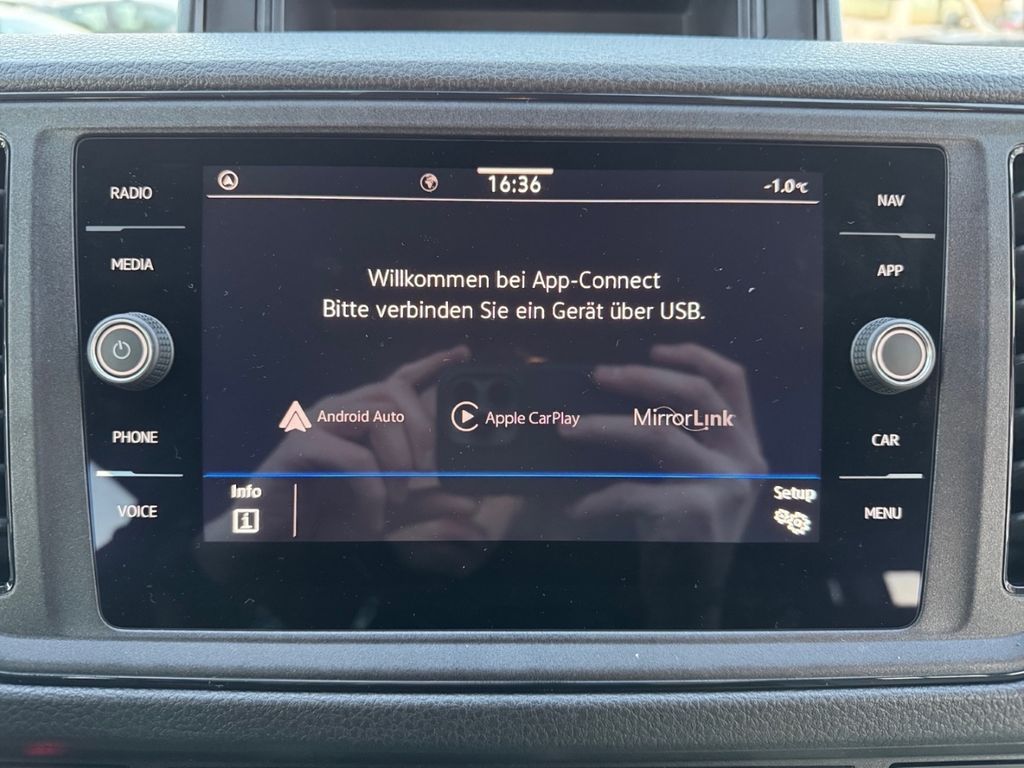 16:36
-1.0°C
RADIO
NAV
MEDIA
APP
Willkommen bei App-Connect
Bitte verbinden Sie ein Gerät über USB.
Android Auto
Apple CarPlay
MirrorLink
PHONE
CAR
Info
Setup
VOICE
MENU